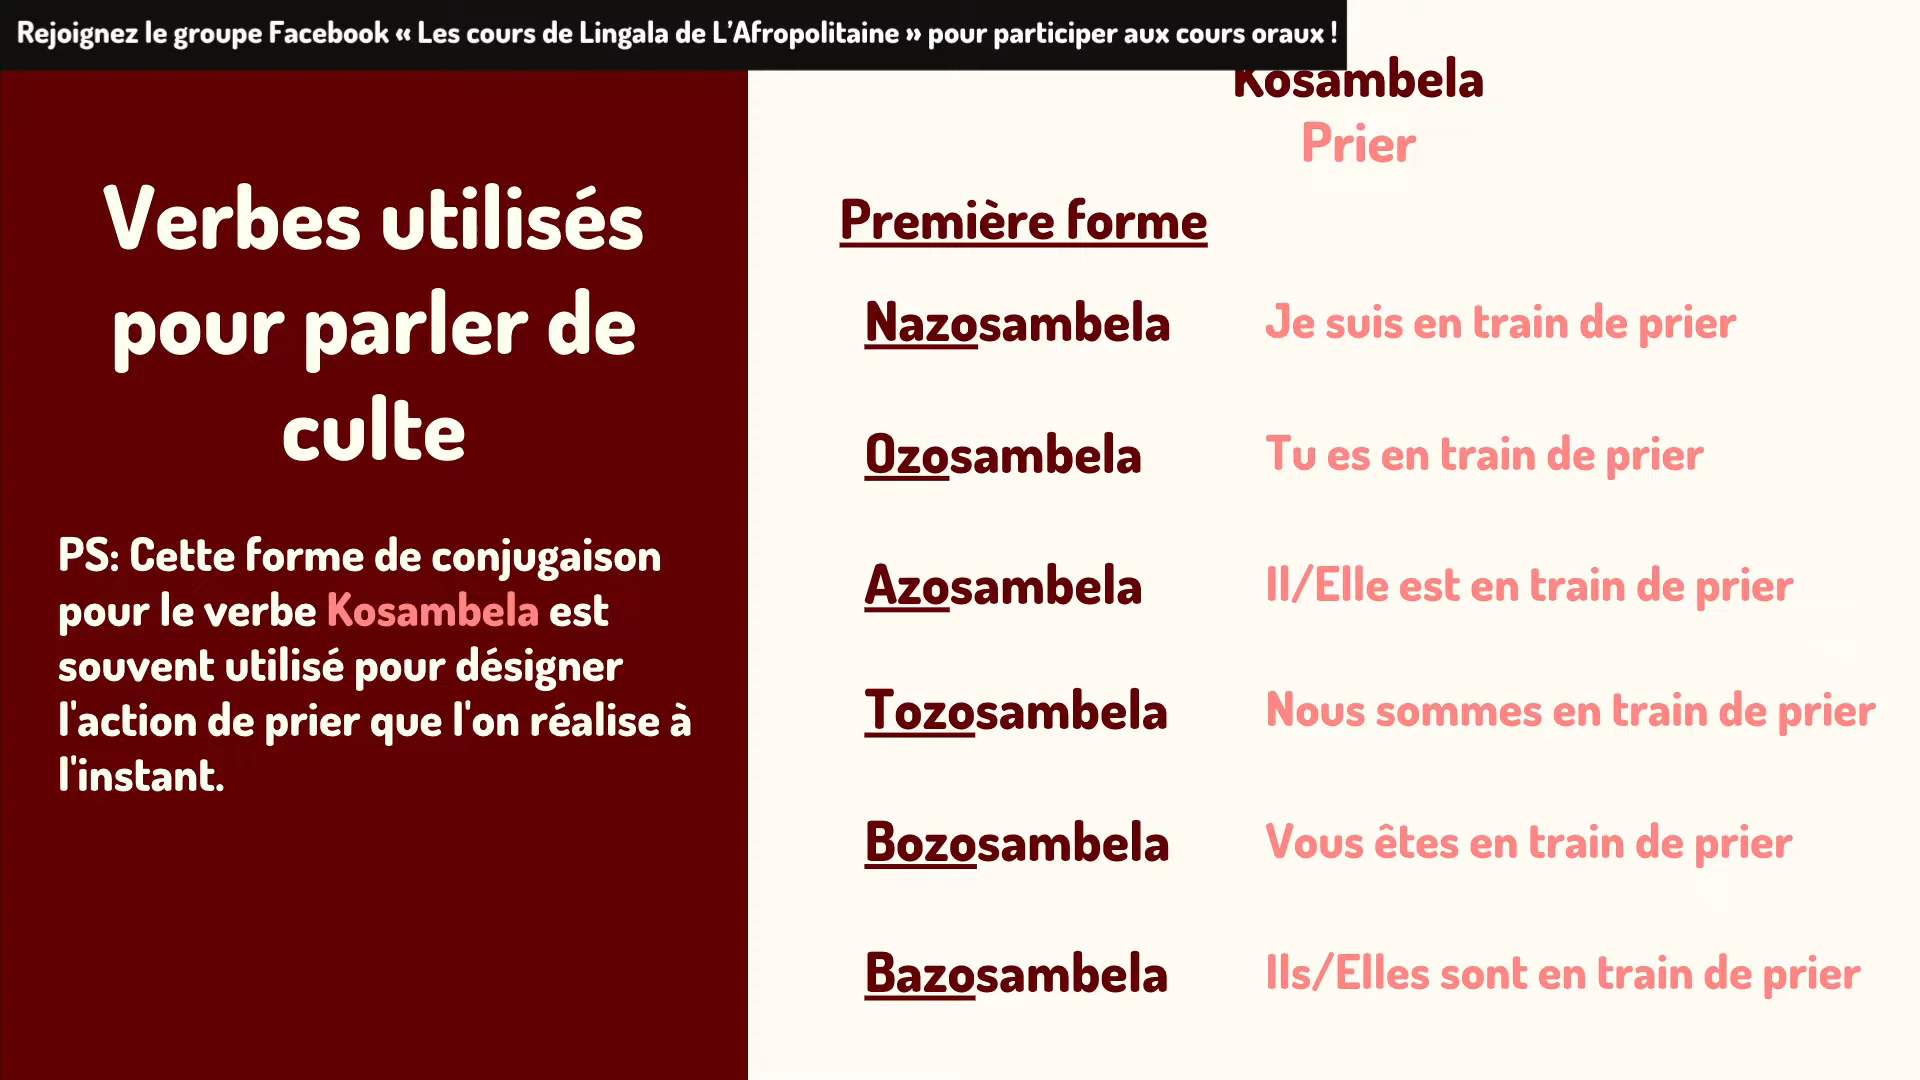 Rejoignez le groupe Facebook « Les cours de Lingala de L’Afropolitaine » pour participer aux cours oraux !
Verbes utilisés
pour parler de
culte
PS: Cette forme de conjugaison
pour le verbe Kosambela est
souvent utilisé pour désigner
l'action de prier que l'on réalise à
l'instant.
Kosambela
Prier
Première forme
Nazosambela Je suis en train de prier
Ozosambela Tu es en train de prier
Azosambela Il/Elle est en train de prier
Tozosambela Nous sommes en train de prier
Bozosambela Vous êtes en train de prier
Bazosambela Ils/Elles sont en train de prier